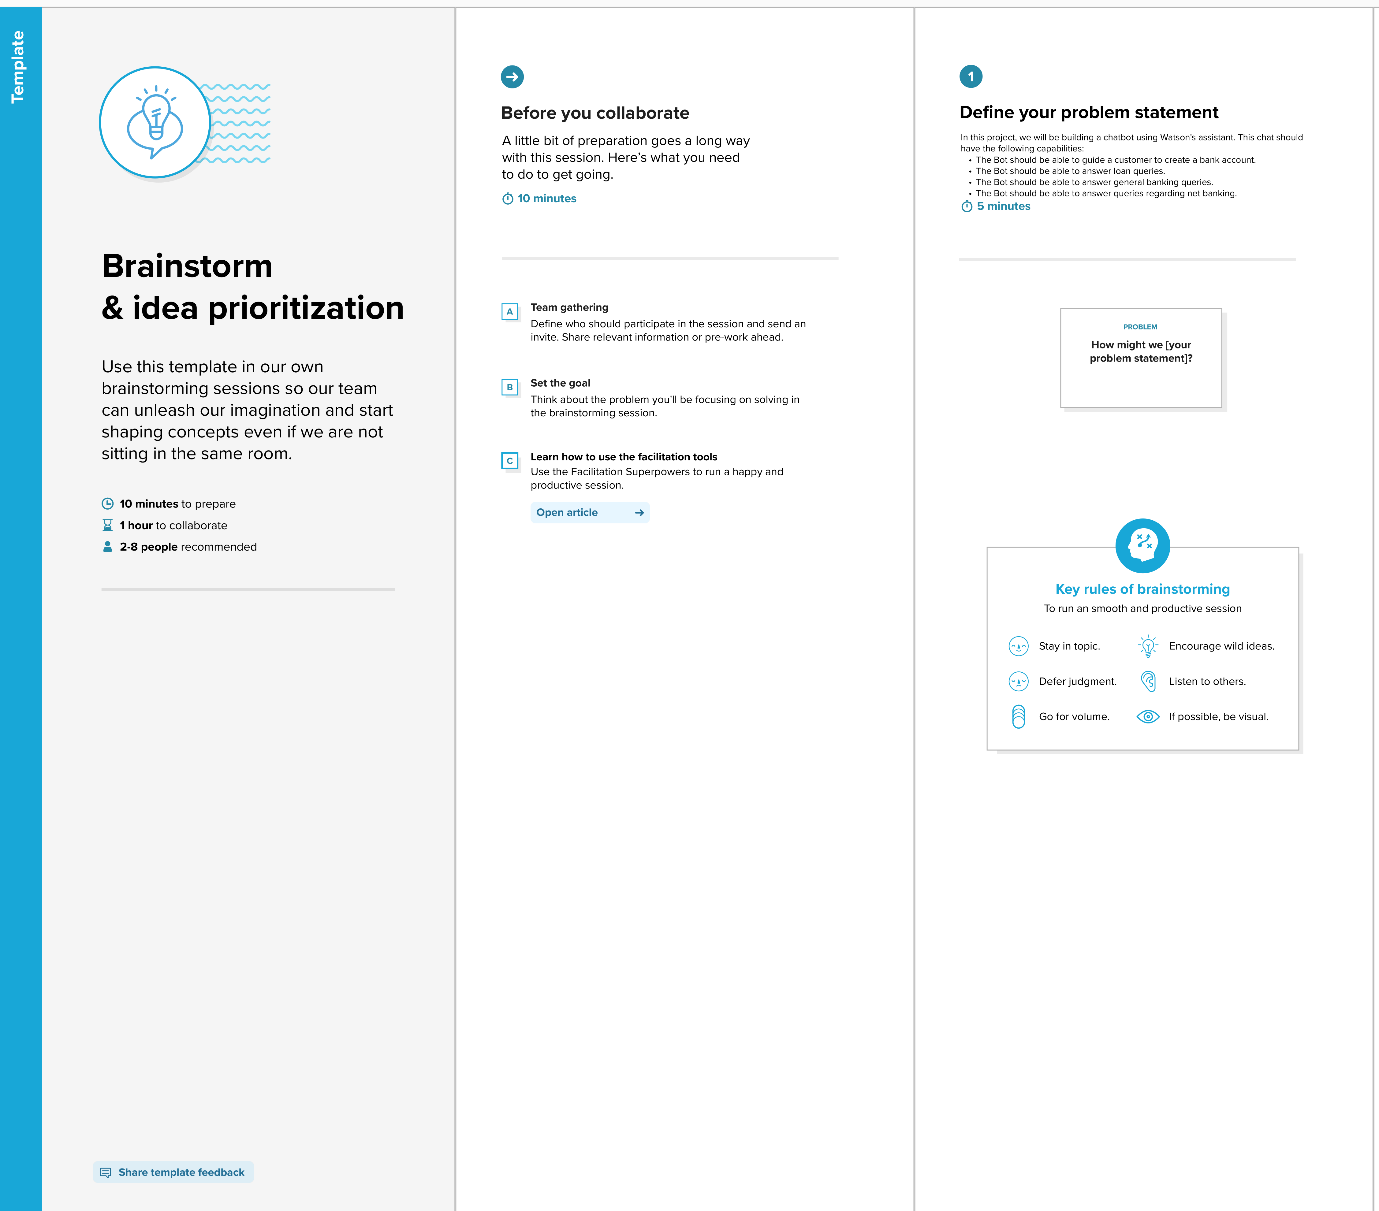 Template
Brainstorm
& idea prioritization
Use this template in our own
brainstorming sessions so our team
can unleash our imagination and start
shaping concepts even if we are not
sitting in the same room.
10 minutes to prepare
1 hour to collaborate
2-8 people recommended
Share template feedback
Before you collaborate
A little bit of preparation goes a long way
with this session. Here's what you need
to do to get going.
10 minutes
A
Team gathering
Define who should participate in the session and send an
invite. Share relevant information or pre-work ahead.
B
Set the goal
Think about the problem you'll be focusing on solving in
the brainstorming session.
C
Learn how to use the facilitation tools
Use the Facilitation Superpowers to run a happy and
productive session.
Open article
1
Define your problem statement
In this project, we will be building a chatbot using Watson's assistant. This chat should
have the following capabilities:
• The Bot should be able to guide a customer to create a bank account.
• The Bot should be able to answer loan queries.
• The Bot should be able to answer general banking queries.
• The Bot should be able to answer queries regarding net banking.
5 minutes
PROBLEM
How might we [your
problem statement]?
Key rules of brainstorming
To run an smooth and productive session
Stay in topic.
Encourage wild ideas.
Defer judgment.
Listen to others.
Go for volume.
If possible, be visual.